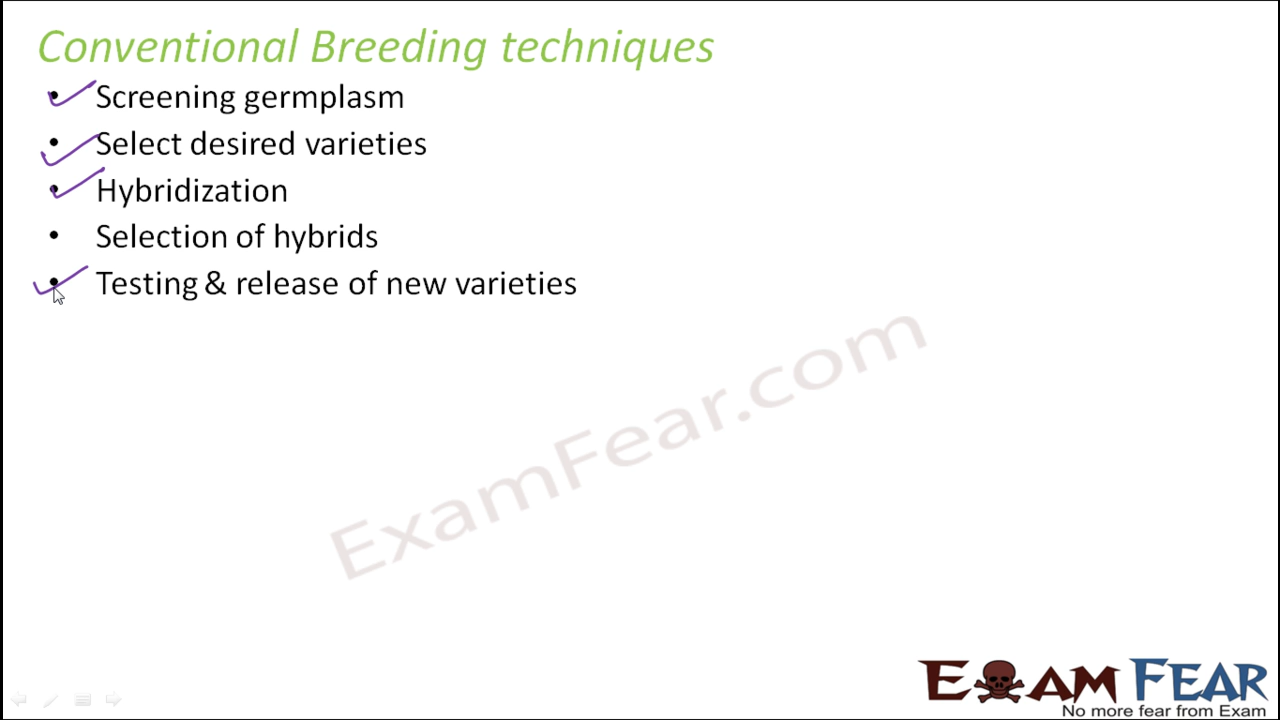 Conventional Breeding techniques
• Screening germplasm
• Select desired varieties
• Hybridization
• Selection of hybrids
• Testing & release of new varieties
ExamFear.com
EXAM FEAR
No more fear from Exam